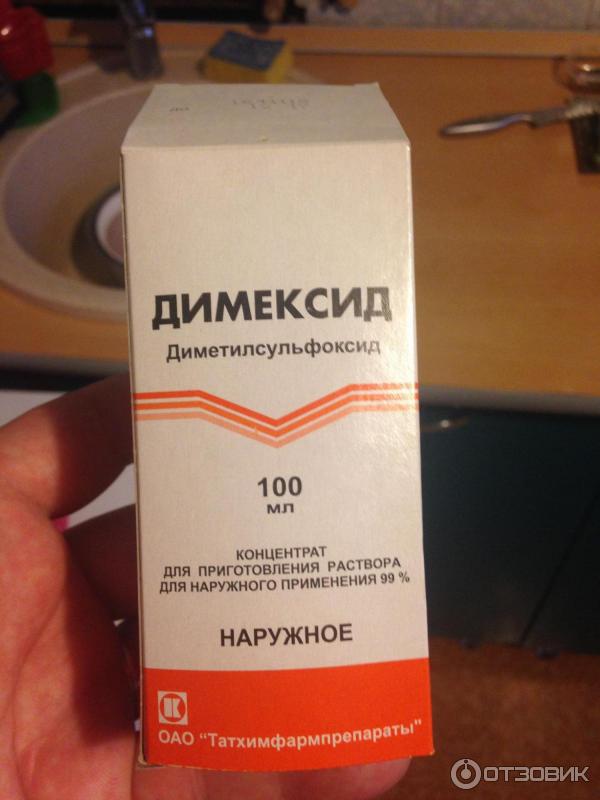 ДИМЕКСИД
Диметилсульфоксид
100
мл
КОНЦЕНТРАТ
ДЛЯ ПРИГОТОВЛЕНИЯ РАСТВОРА
ДЛЯ НАРУЖНОГО ПРИМЕНЕНИЯ 99 %
НАРУЖНОЕ
ОАО "Татхимфармпрепараты"
ОТЗОВИК